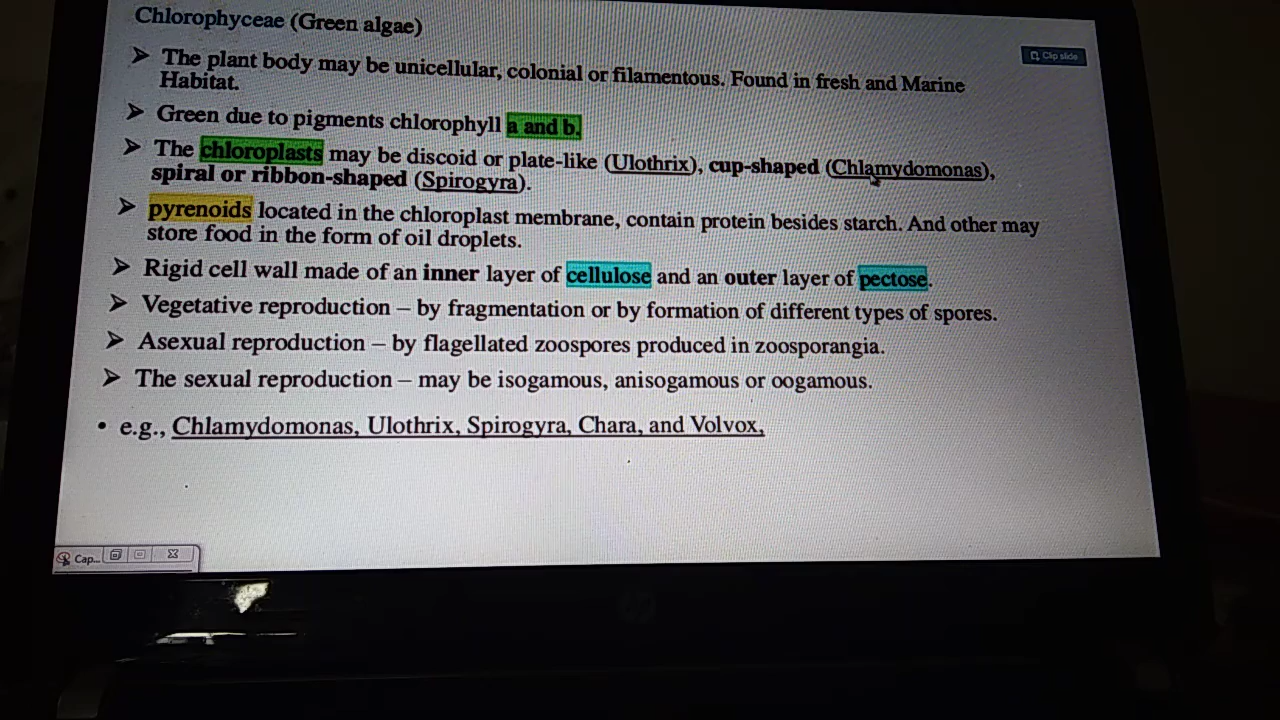 Chlorophyceae (Green algae)
Clip slide
➤ The plant body may be unicellular, colonial or filamentous. Found in fresh and Marine
Habitat.
➤ Green due to pigments chlorophyll a and b.
➤ The chloroplasts may be discoid or plate-like (Ulothrix), cup-shaped (Chlamydomonas),
spiral or ribbon-shaped (Spirogyra).
➤ pyrenoids located in the chloroplast membrane, contain protein besides starch. And other may
store food in the form of oil droplets.
➤ Rigid cell wall made of an inner layer of cellulose and an outer layer of pectose.
➤ Vegetative reproduction – by fragmentation or by formation of different types of spores.
➤ Asexual reproduction – by flagellated zoospores produced in zoosporangia.
➤ The sexual reproduction – may be isogamous, anisogamous or oogamous.
• e.g., Chlamydomonas, Ulothrix, Spirogyra, Chara, and Volvox,
Cap...